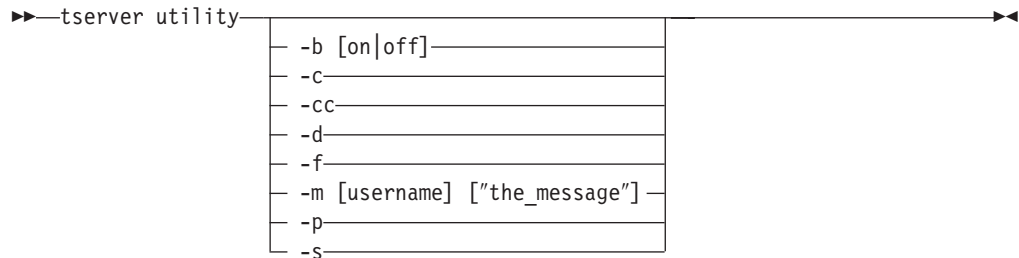 tserver utility
-b [on|off]
-c
-cc
-d
-f
-m [username] ["the_message"]
-p
-s